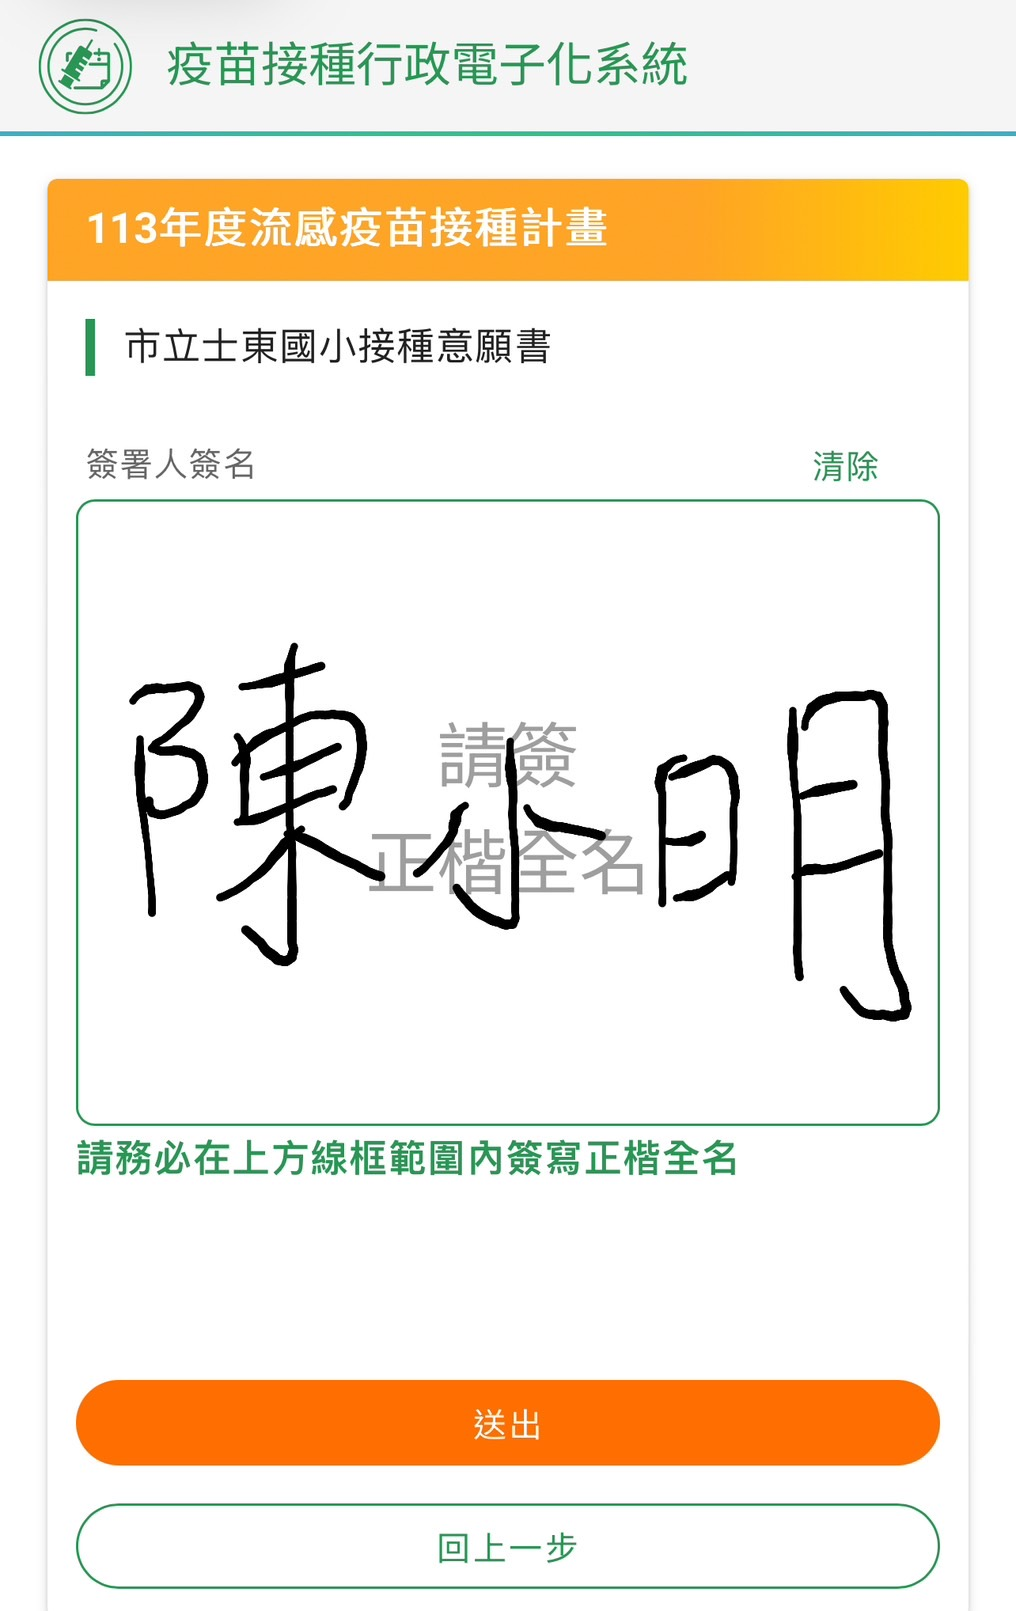 疫苗接種行政電子化系統
113年度流感疫苗接種計畫
市立士東國小接種意願書
簽署人簽名
清除
請簽
正楷全名
陳小明
請務必在上方線框範圍內簽寫正楷全名
送出
回上一步